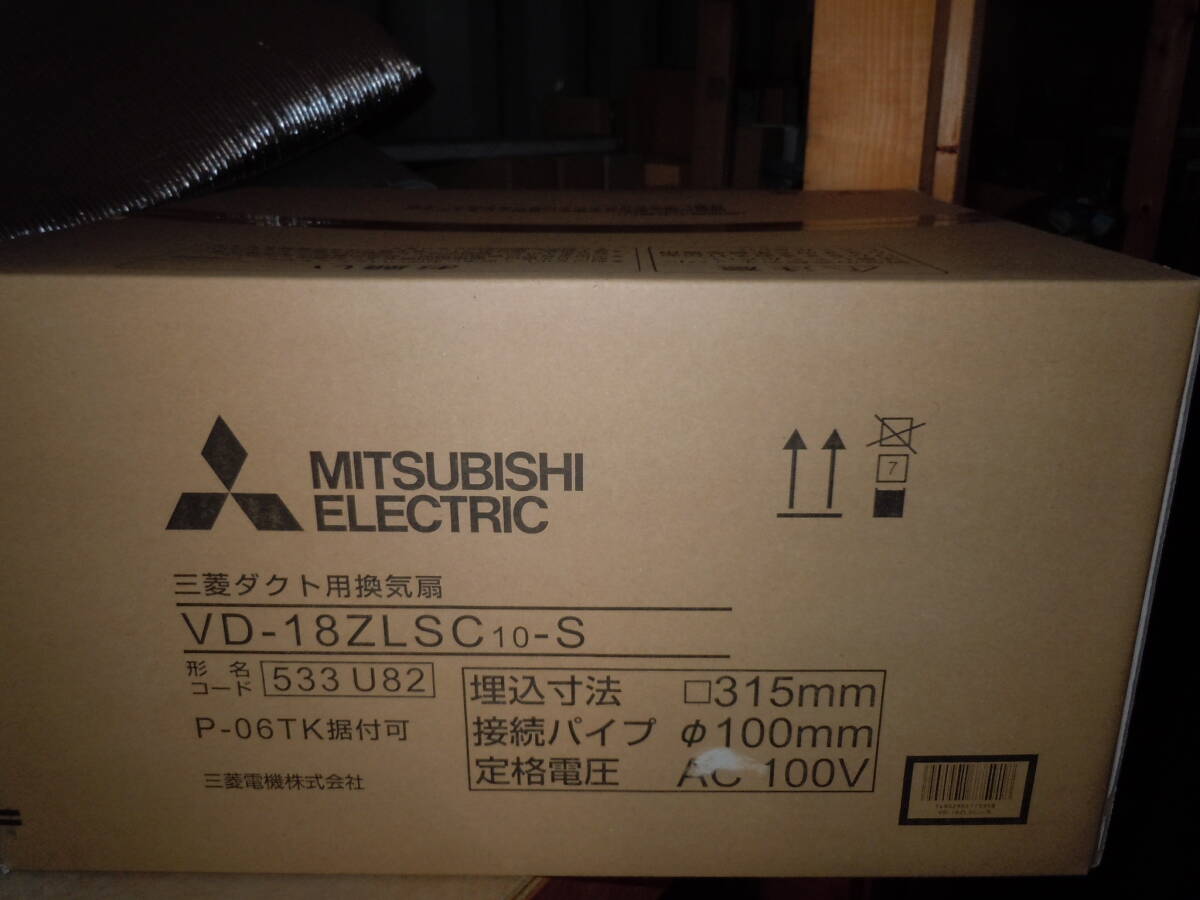 MITSUBISHI
ELECTRIC
7
三菱ダクト用換気扇
VD-18ZLSC10-S
形名
コード 533U82
埋込寸法 □315mm
接続パイプ φ100mm
定格電圧 AC 100V
P-06TK据付可
三菱電機株式会社